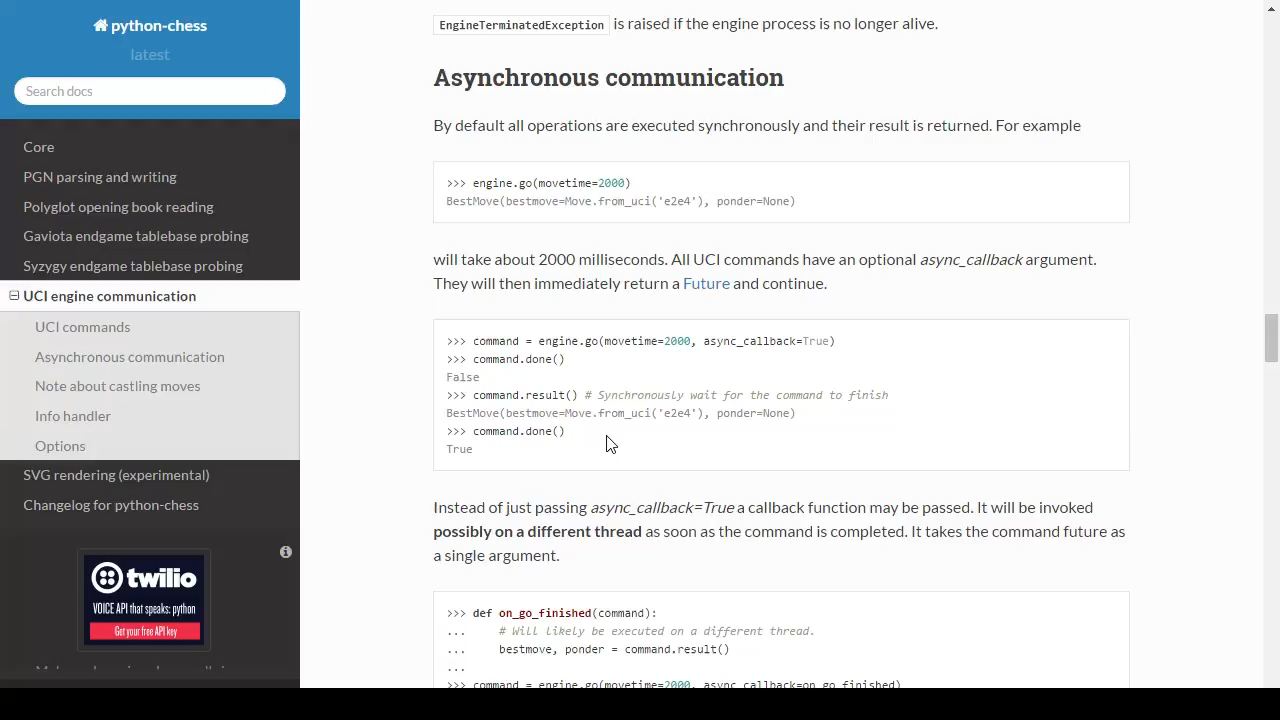 python-chess
latest
Search docs
Core
PGN parsing and writing
Polyglot opening book reading
Gaviota endgame tablebase probing
Syzygy endgame tablebase probing
UCI engine communication
UCI commands
Asynchronous communication
Note about castling moves
Info handler
Options
SVG rendering (experimental)
Changelog for python-chess
twilio
VOICE API that speaks: python
Get your free API key
EngineTerminatedException is raised if the engine process is no longer alive.
Asynchronous communication
By default all operations are executed synchronously and their result is returned. For example
>>> engine.go(movetime=2000)
BestMove(bestmove=Move.from_uci('e2e4'), ponder=None)
will take about 2000 milliseconds. All UCI commands have an optional async_callback argument.
They will then immediately return a Future and continue.
>>> command = engine.go(movetime=2000, async_callback=True)
>>> command.done()
False
>>> command.result() # Synchronously wait for the command to finish
BestMove(bestmove=Move.from_uci('e2e4'), ponder=None)
>>> command.done()
True
Instead of just passing async_callback=True a callback function may be passed. It will be invoked
possibly on a different thread as soon as the command is completed. It takes the command future as
a single argument.
>>> def on_go_finished(command):
...     # Will likely be executed on a different thread.
...     bestmove, ponder = command.result()
...
>>> command = engine.go(movetime=2000, async_callback=on_go_finished)